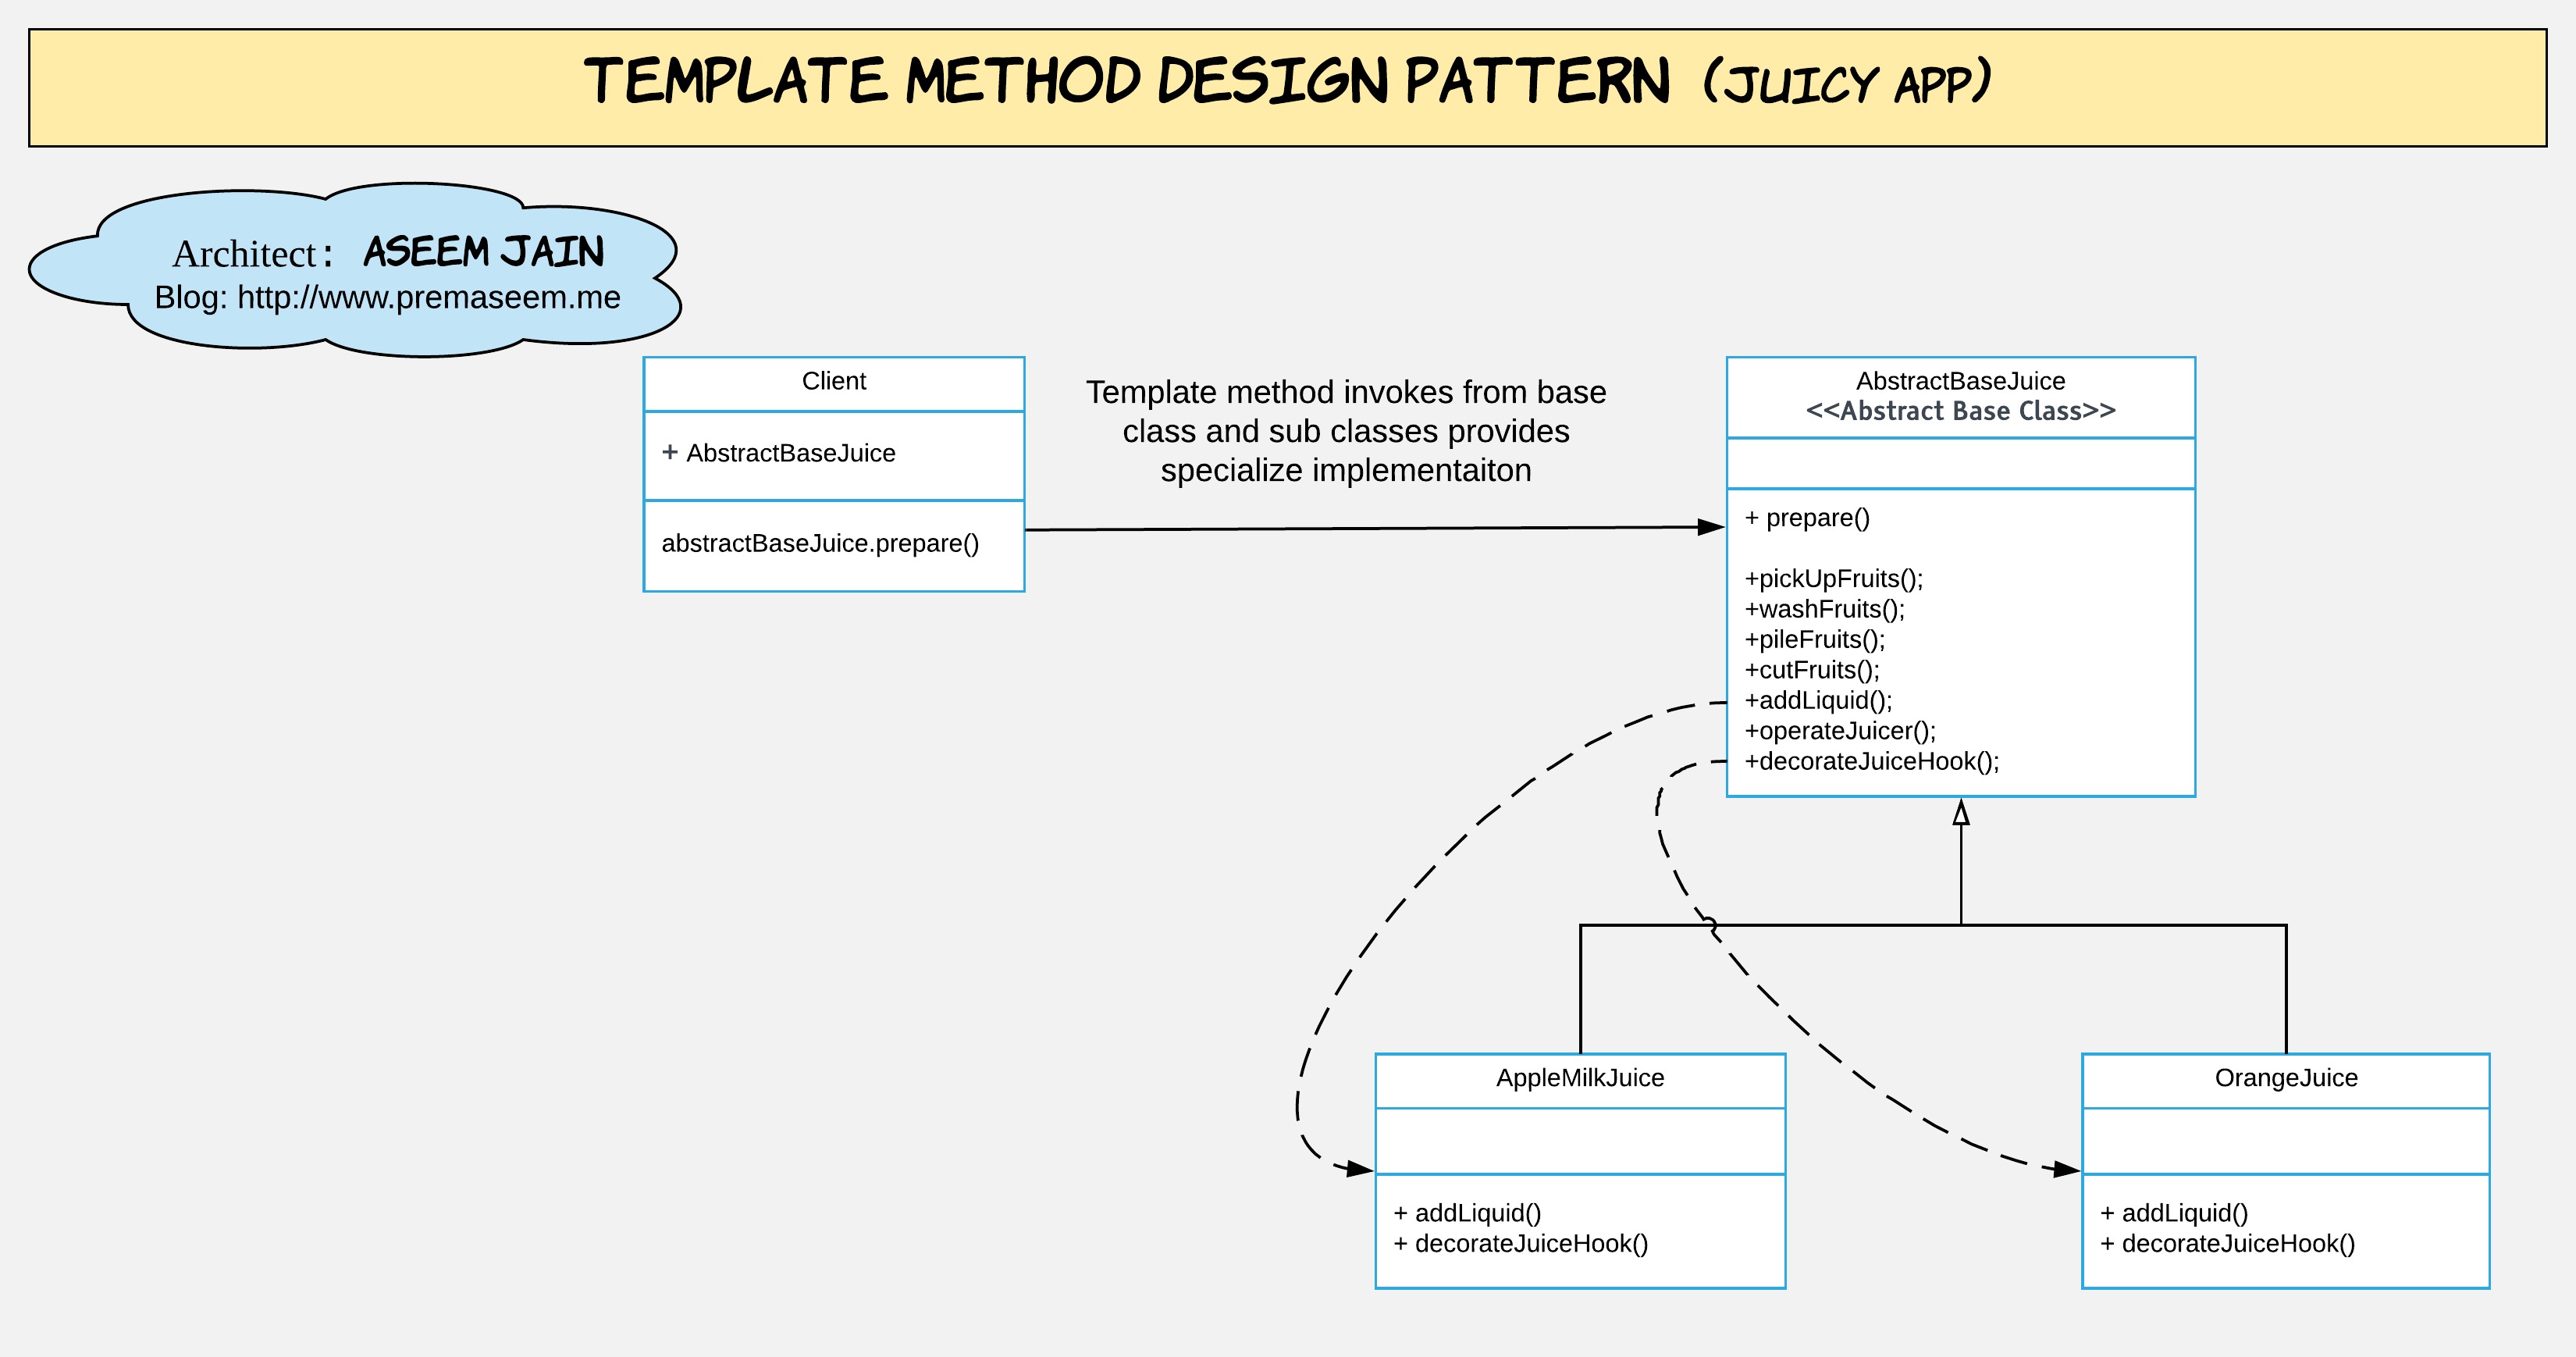 TEMPLATE METHOD DESIGN PATTERN (JUICY APP)
Architect: ASEEM JAIN
Blog: http://www.premaseem.me
Client
+ AbstractBaseJuice
abstractBaseJuice.prepare()
Template method invokes from base
class and sub classes provides
specialize implementaiton
AbstractBaseJuice
<<Abstract Base Class>>
+ prepare()
+pickUpFruits();
+washFruits();
+pileFruits();
+cutFruits();
+addLiquid();
+operateJuicer();
+decorateJuiceHook();
AppleMilkJuice
+ addLiquid()
+ decorateJuiceHook()
OrangeJuice
+ addLiquid()
+ decorateJuiceHook()